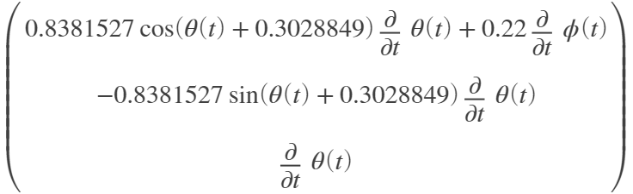 0.8381527 cos(θ(t) + 0.3028849) ∂/∂t θ(t) + 0.22 ∂/∂t ϕ(t)
−0.8381527 sin(θ(t) + 0.3028849) ∂/∂t θ(t)
∂/∂t θ(t)